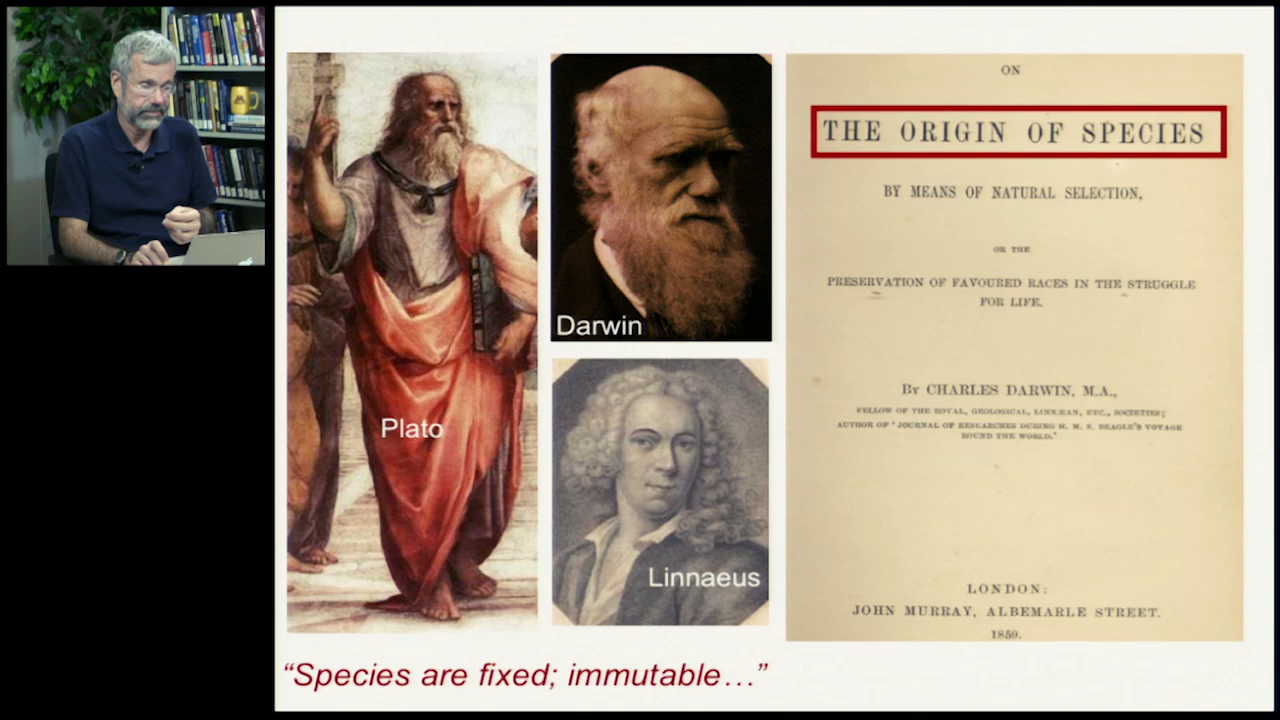 Plato
Darwin
Linnaeus
“Species are fixed; immutable…”
ON
THE ORIGIN OF SPECIES
BY MEANS OF NATURAL SELECTION,
OR THE
PRESERVATION OF FAVOURED RACES IN THE STRUGGLE
FOR LIFE.
By CHARLES DARWIN, M.A.,
FELLOW OF THE ROYAL, GEOLOGICAL, LINNÆAN, ETC., SOCIETIES;
AUTHOR OF ‘JOURNAL OF RESEARCHES DURING H. M. S. BEAGLE’S VOYAGE
ROUND THE WORLD.’
LONDON:
JOHN MURRAY, ALBEMARLE STREET.
1859.